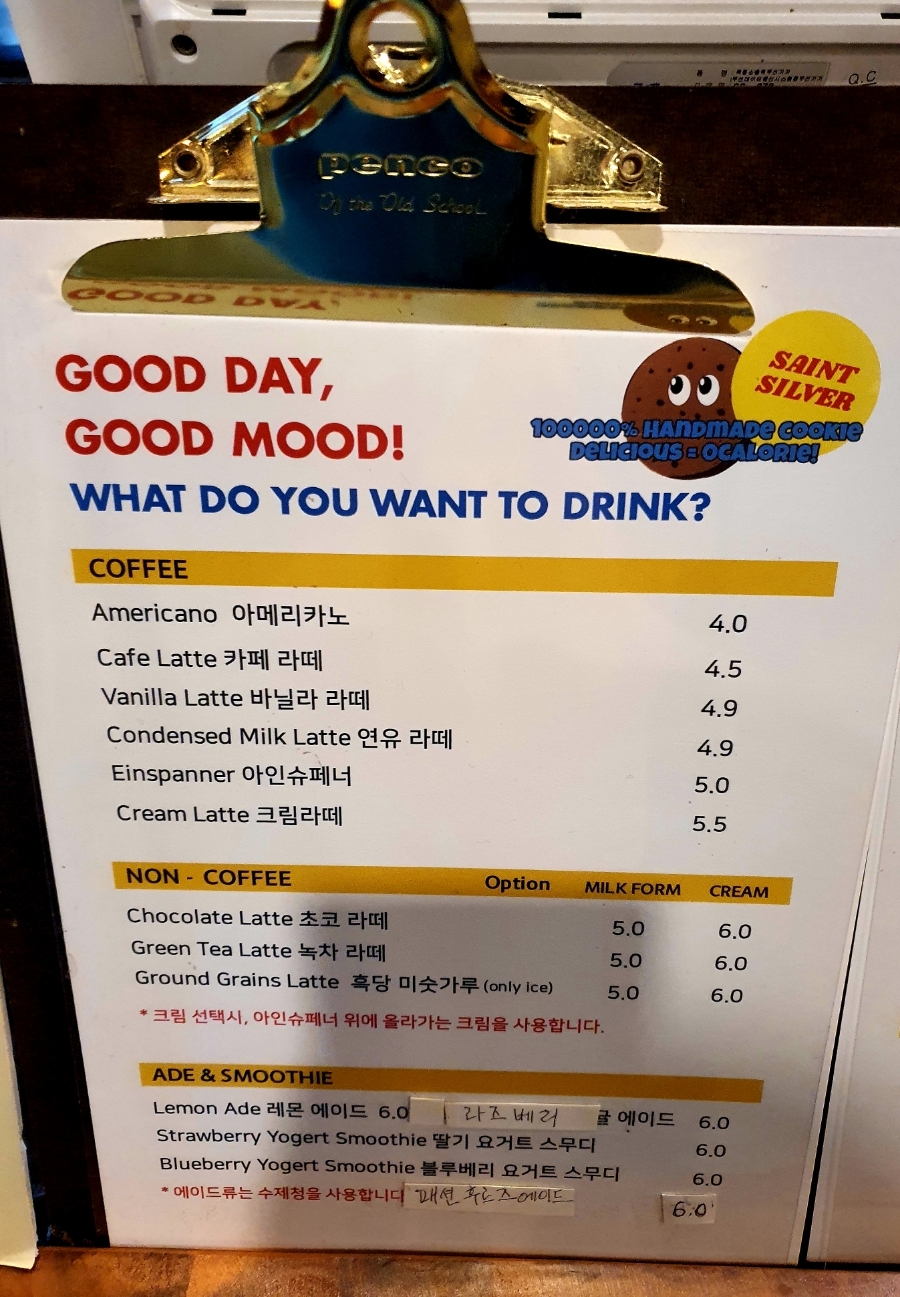 Q.C
penco
Of the Old School
GOOD DAY,
GOOD DAY,
GOOD MOOD!
SAINT
SILVER
100000% HANDMADE COOKIE
DELICIOUS = 0CALORIE!
WHAT DO YOU WANT TO DRINK?
COFFEE
Americano 아메리카노 4.0
Cafe Latte 카페 라떼 4.5
Vanilla Latte 바닐라 라떼 4.9
Condensed Milk Latte 연유 라떼 4.9
Einspanner 아인슈페너 5.0
Cream Latte 크림라떼 5.5
NON - COFFEE Option MILK FORM CREAM
Chocolate Latte 초코 라떼 5.0 6.0
Green Tea Latte 녹차 라떼 5.0 6.0
Ground Grains Latte 흑당 미숫가루 (only ice) 5.0 6.0
* 크림 선택시, 아인슈페너 위에 올라가는 크림을 사용합니다.
ADE & SMOOTHIE
Lemon Ade 레몬 에이드 6.0 라즈베리 에이드 6.0
Strawberry Yogert Smoothie 딸기 요거트 스무디 6.0
Blueberry Yogert Smoothie 블루베리 요거트 스무디 6.0
* 에이드류는 수제청을 사용합니다 패션후르츠에이드 6.0